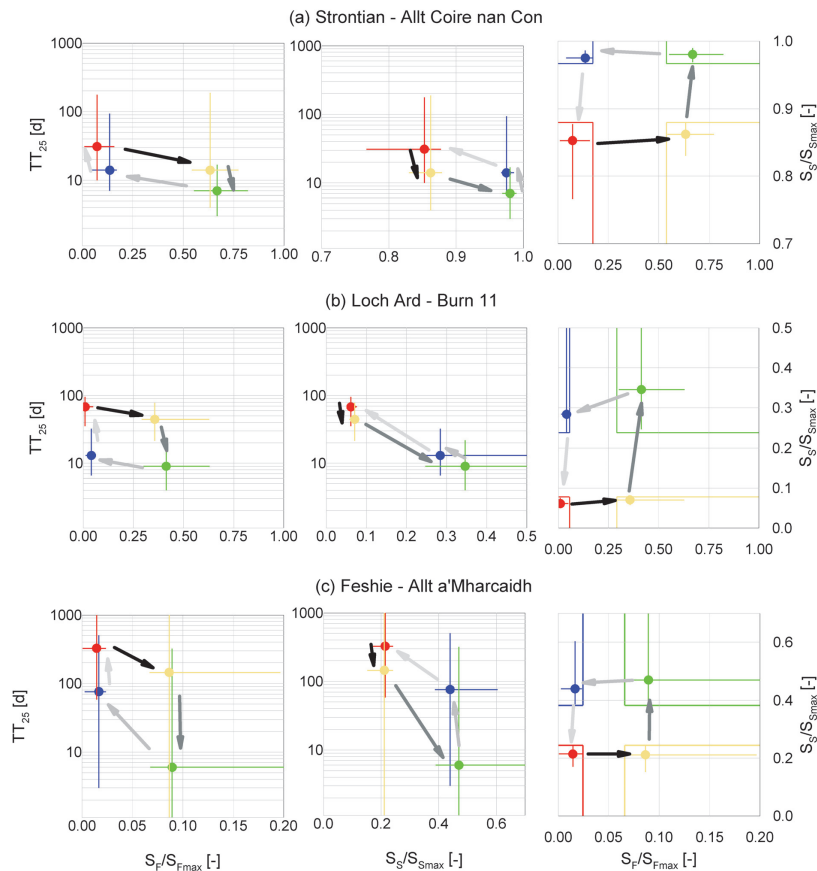 (a) Strontian - Allt Coire nan Con
1000
100
10
TT25 [d]
0.00 0.25 0.50 0.75 1.00
1000
100
10
0.7 0.8 0.9 1.0
1.0
0.9
0.8
0.7
SS/SSmax [-]
0.00 0.25 0.50 0.75 1.00
(b) Loch Ard - Burn 11
1000
100
10
TT25 [d]
0.00 0.25 0.50 0.75 1.00
1000
100
10
0.0 0.1 0.2 0.3 0.4 0.5
0.5
0.4
0.3
0.2
0.1
0.0
SS/SSmax [-]
0.00 0.25 0.50 0.75 1.00
(c) Feshie - Allt a'Mharcaidh
1000
100
10
TT25 [d]
0.00 0.05 0.10 0.15 0.20
SF/SFmax [-]
1000
100
10
0.0 0.2 0.4 0.6
SS/SSmax [-]
0.6
0.4
0.2
0.0
SS/SSmax [-]
0.00 0.05 0.10 0.15 0.20
SF/SFmax [-]